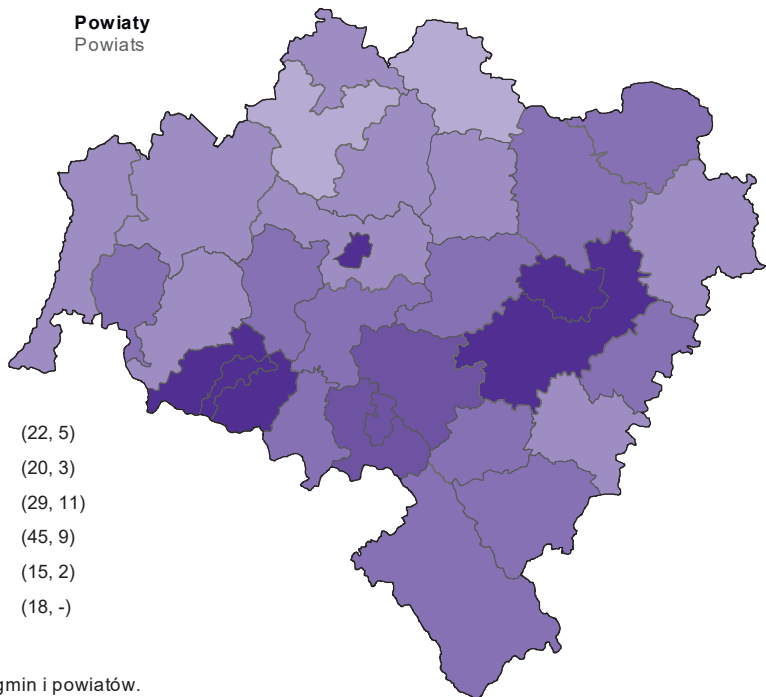 Powiaty
Powiats
(22, 5)
(20, 3)
(29, 11)
(45, 9)
(15, 2)
(18, -)
gmin i powiatów.